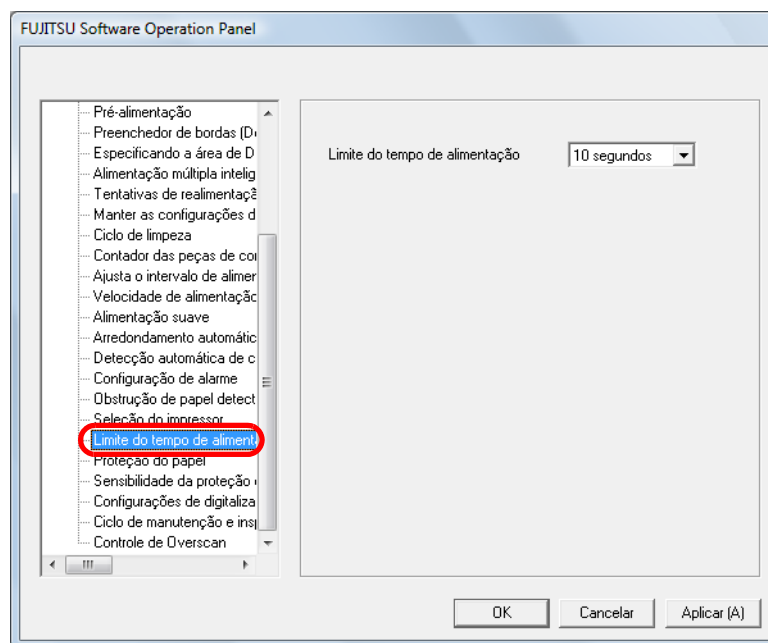 FUJITSU Software Operation Panel
Pré-alimentação
Preenchedor de bordas (D
Especificando a área de D
Alimentação múltipla intelig
Tentativas de realimentaçã
Manter as configurações d
Ciclo de limpeza
Contador das peças de co
Ajusta o intervalo de alimen
Velocidade de alimentação
Alimentação suave
Arredondamento automátic
Detecção automática de c
Configuração de alarme
Obstrução de papel detect
Seleção do impressor
Limite do tempo de aliment
Proteção do papel
Sensibilidade da proteção
Configurações de digitaliza
Ciclo de manutenção e insp
Controle de Overscan
Limite do tempo de alimentação
10 segundos
OK
Cancelar
Aplicar (A)